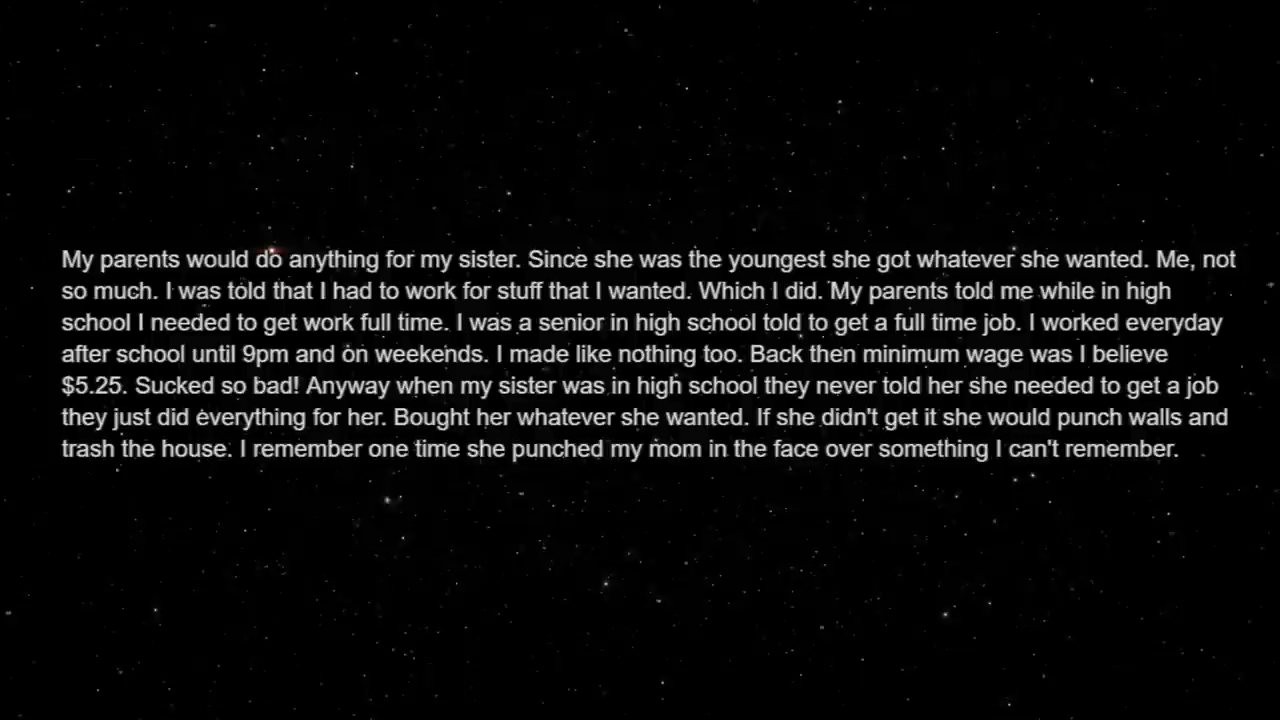 My parents would do anything for my sister. Since she was the youngest she got whatever she wanted. Me, not
so much. I was told that I had to work for stuff that I wanted. Which I did. My parents told me while in high
school I needed to get work full time. I was a senior in high school told to get a full time job. I worked everyday
after school until 9pm and on weekends. I made like nothing too. Back then minimum wage was I believe
$5.25. Sucked so bad! Anyway when my sister was in high school they never told her she needed to get a job
they just did everything for her. Bought her whatever she wanted. If she didn't get it she would punch walls and
trash the house. I remember one time she punched my mom in the face over something I can't remember.